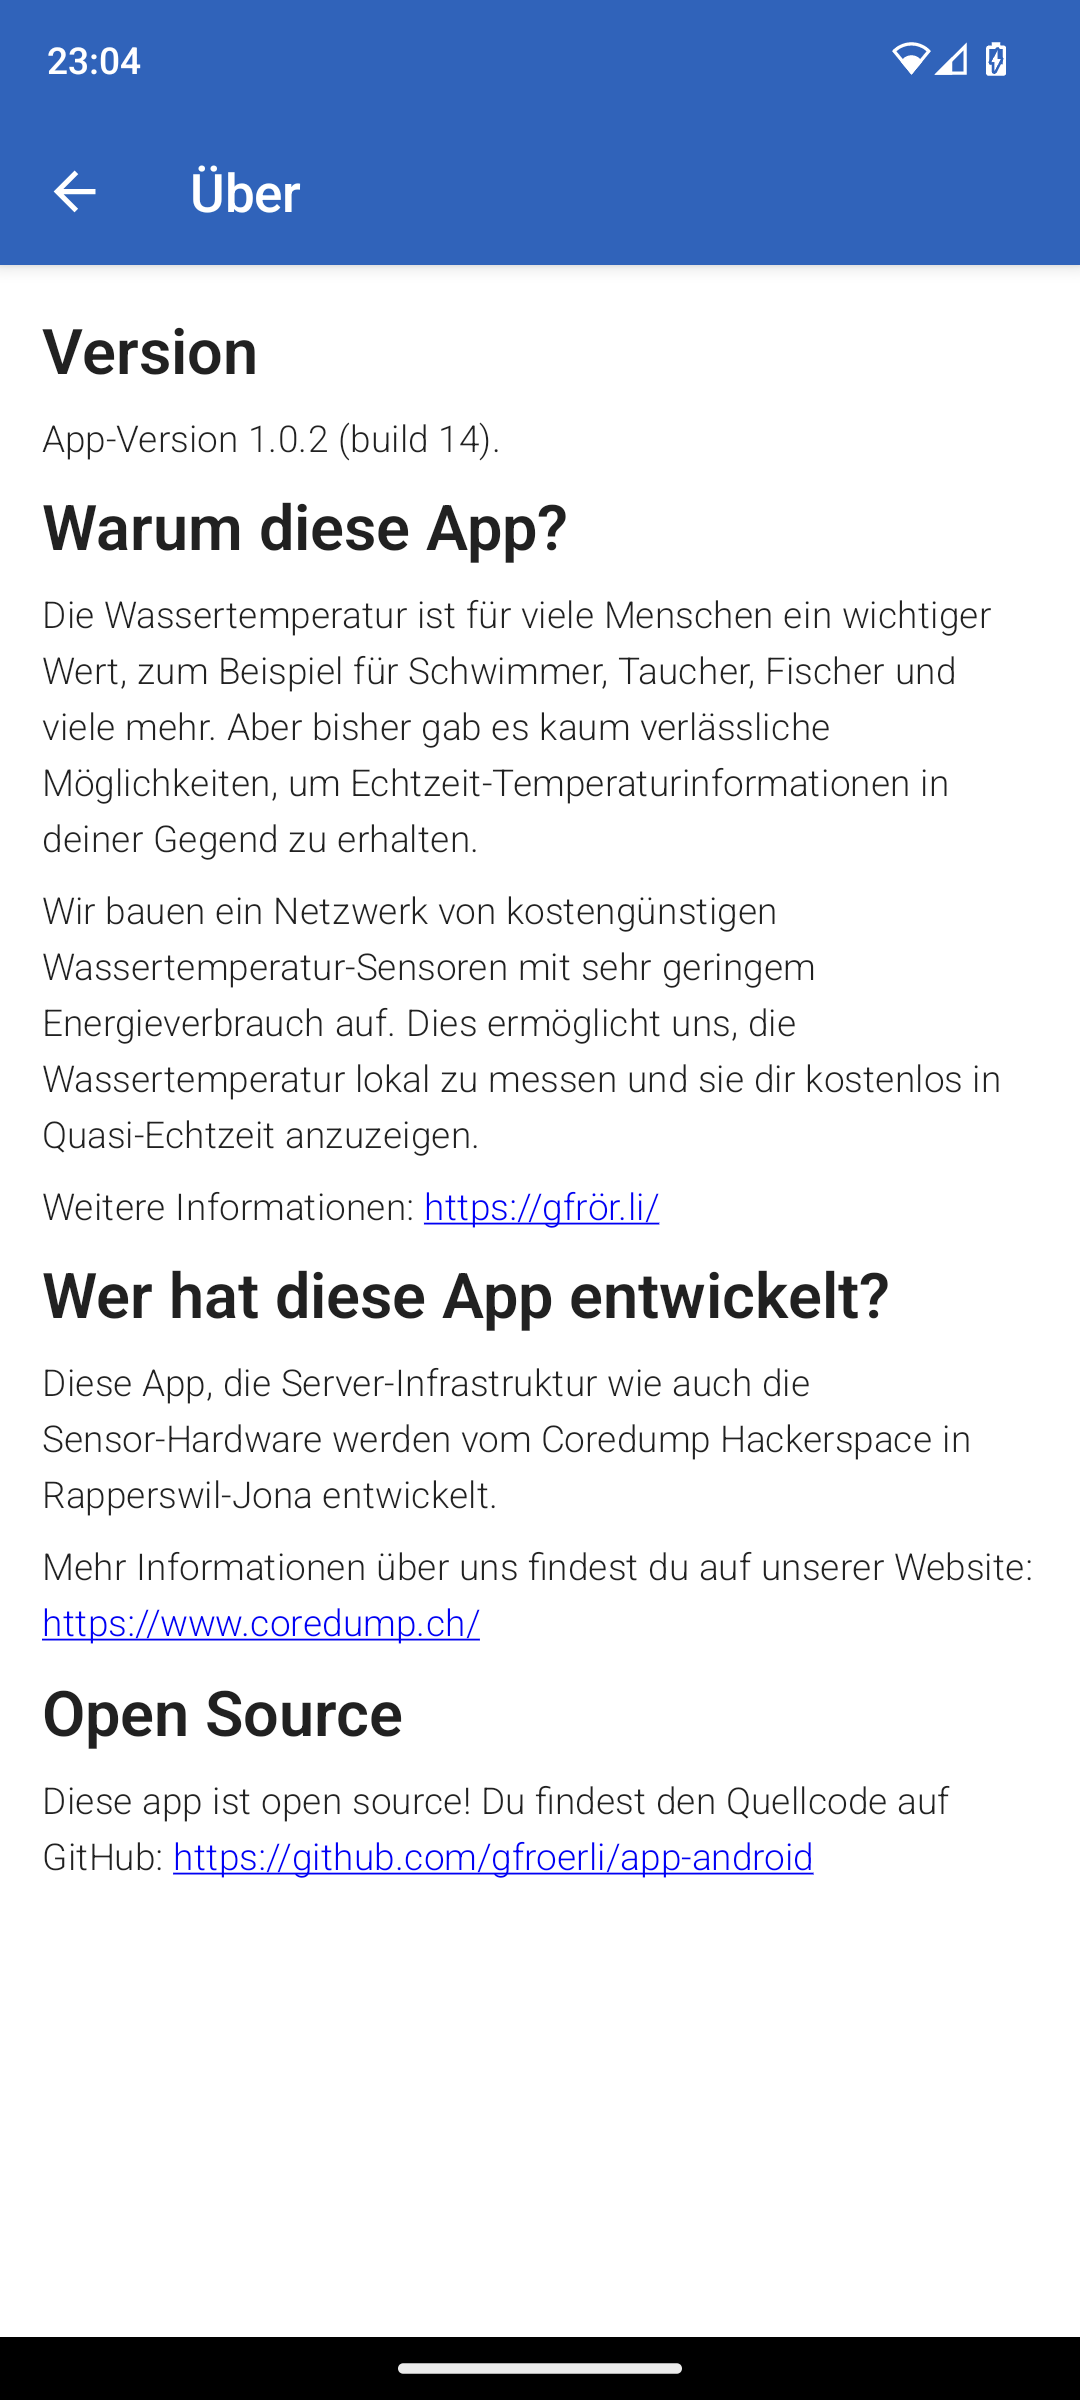 23:04
Über
Version
App-Version 1.0.2 (build 14).
Warum diese App?
Die Wassertemperatur ist für viele Menschen ein wichtiger
Wert, zum Beispiel für Schwimmer, Taucher, Fischer und
viele mehr. Aber bisher gab es kaum verlässliche
Möglichkeiten, um Echtzeit-Temperaturinformationen in
deiner Gegend zu erhalten.
Wir bauen ein Netzwerk von kostengünstigen
Wassertemperatur-Sensoren mit sehr geringem
Energieverbrauch auf. Dies ermöglicht uns, die
Wassertemperatur lokal zu messen und sie dir kostenlos in
Quasi-Echtzeit anzuzeigen.
Weitere Informationen: https://gfrör.li/
Wer hat diese App entwickelt?
Diese App, die Server-Infrastruktur wie auch die
Sensor-Hardware werden vom Coredump Hackerspace in
Rapperswil-Jona entwickelt.
Mehr Informationen über uns findest du auf unserer Website:
https://www.coredump.ch/
Open Source
Diese app ist open source! Du findest den Quellcode auf
GitHub: https://github.com/gfroerli/app-android